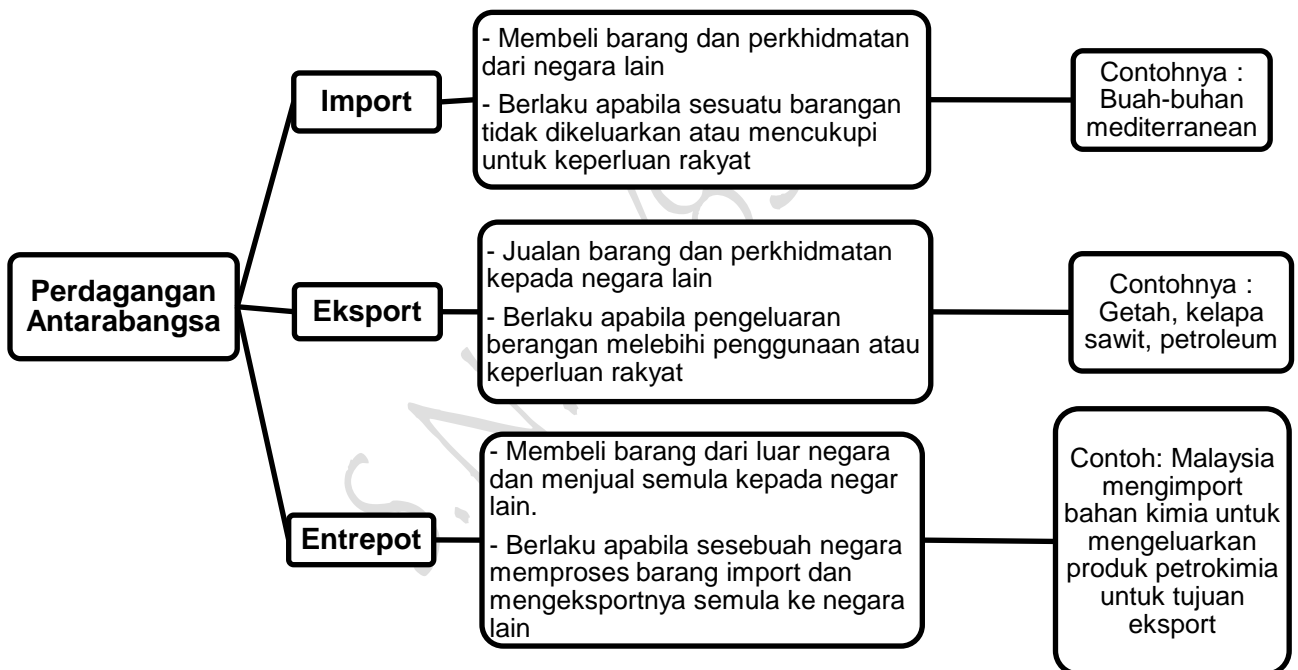 Perdagangan
Antarabangsa
Import
- Membeli barang dan perkhidmatan
dari negara lain
- Berlaku apabila sesuatu barangan
tidak dikeluarkan atau mencukupi
untuk keperluan rakyat
Contohnya :
Buah-buhan
mediterranean
Eksport
- Jualan barang dan perkhidmatan
kepada negara lain
- Berlaku apabila pengeluaran
berangan melebihi penggunaan atau
keperluan rakyat
Contohnya :
Getah, kelapa
sawit, petroleum
Entrepot
- Membeli barang dari luar negara
dan menjual semula kepada negar
lain.
- Berlaku apabila sesebuah negara
memproses barang import dan
mengeksportnya semula ke negara
lain
Contoh: Malaysia
mengimport
bahan kimia untuk
mengeluarkan
produk petrokimia
untuk tujuan
eksport